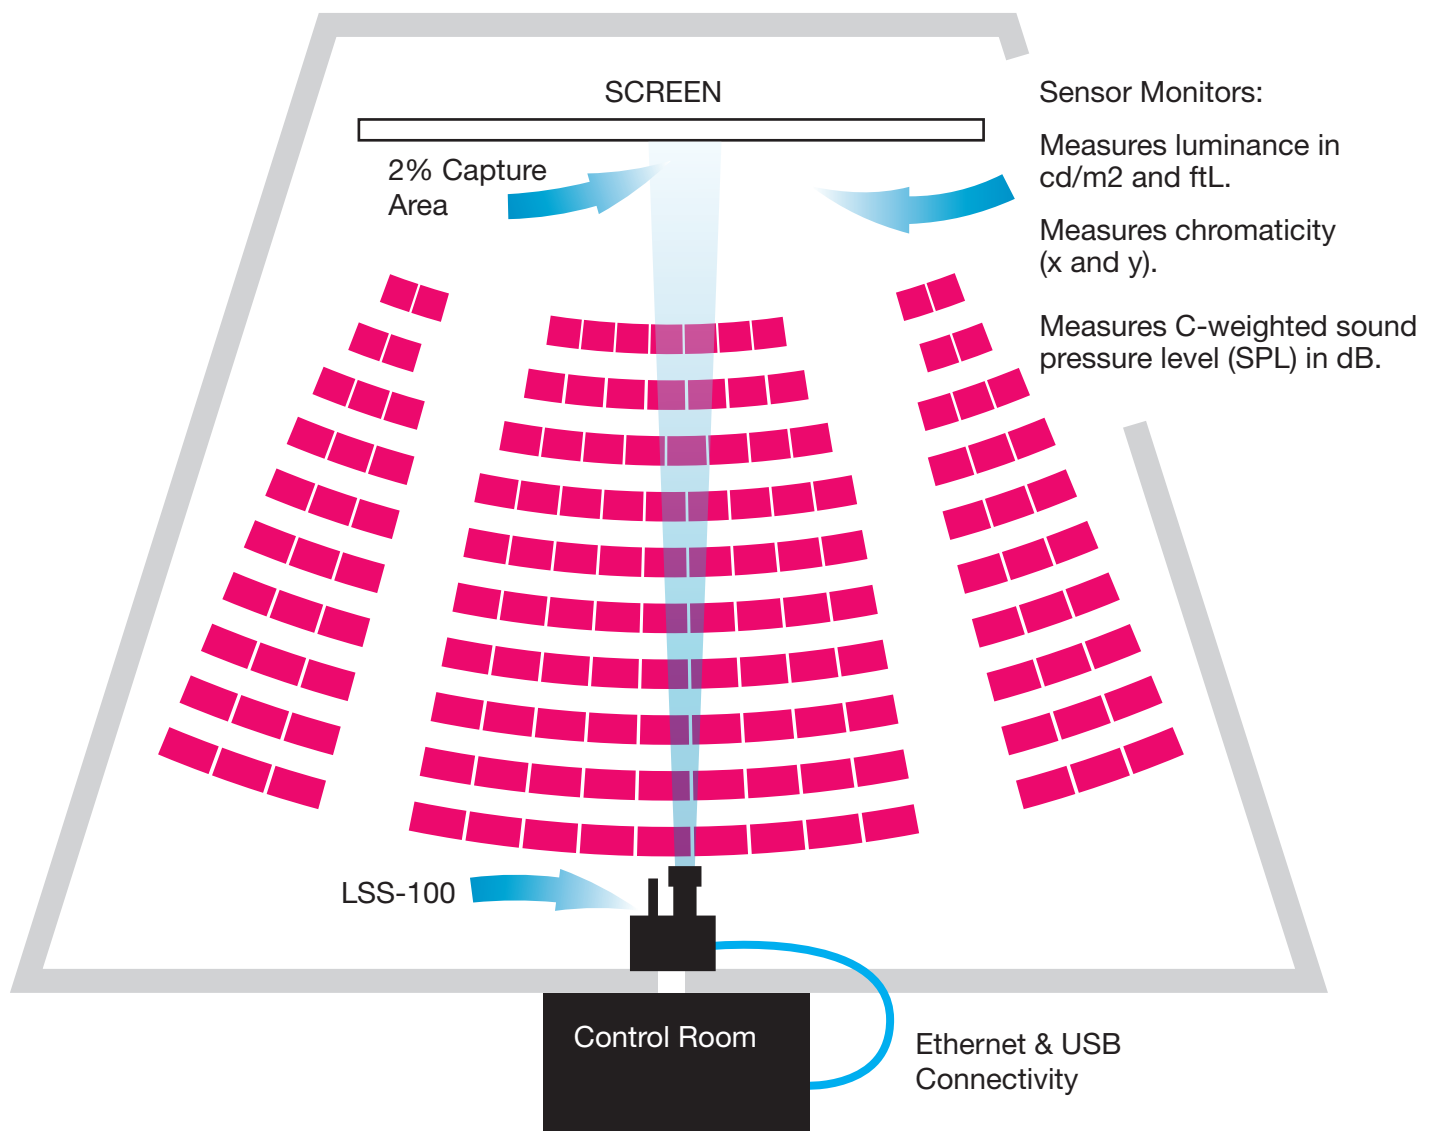 SCREEN
2% Capture
Area
Sensor Monitors:
Measures luminance in
cd/m2 and ftL.
Measures chromaticity
(x and y).
Measures C-weighted sound
pressure level (SPL) in dB.
LSS-100
Control Room
Ethernet & USB
Connectivity